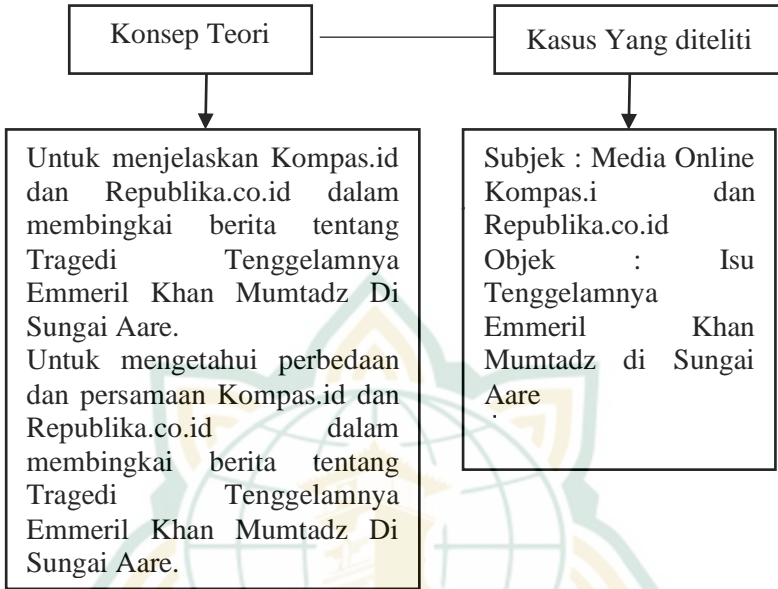 Konsep Teori
Kasus Yang diteliti
Untuk menjelaskan Kompas.id
dan Republika.co.id dalam
membingkai berita tentang
Tragedi Tenggelamnya
Emmeril Khan Mumtadz Di
Sungai Aare.
Untuk mengetahui perbedaan
dan persamaan Kompas.id dan
Republika.co.id dalam
membingkai berita tentang
Tragedi Tenggelamnya
Emmeril Khan Mumtadz Di
Sungai Aare.
Subjek : Media Online
Kompas.i dan
Republika.co.id
Objek : Isu
Tenggelamnya
Emmeril Khan
Mumtadz di Sungai
Aare